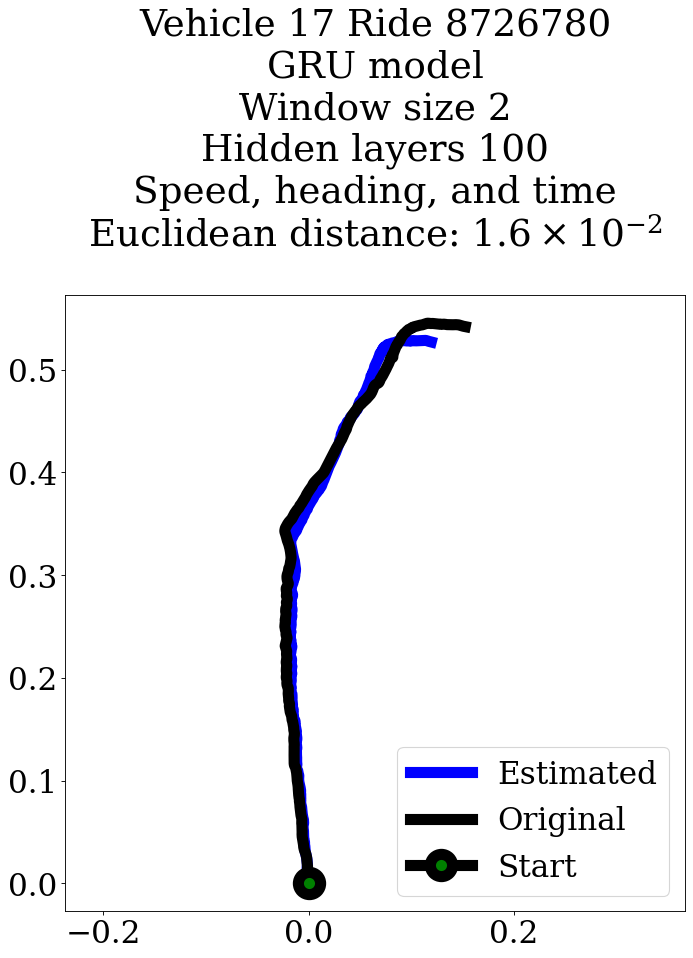 Vehicle 17 Ride 8726780
GRU model
Window size 2
Hidden layers 100
Speed, heading, and time
Euclidean distance: 1.6 × 10⁻²
0.5
0.4
0.3
0.2
0.1
0.0
Estimated
Original
Start
−0.2 0.0 0.2